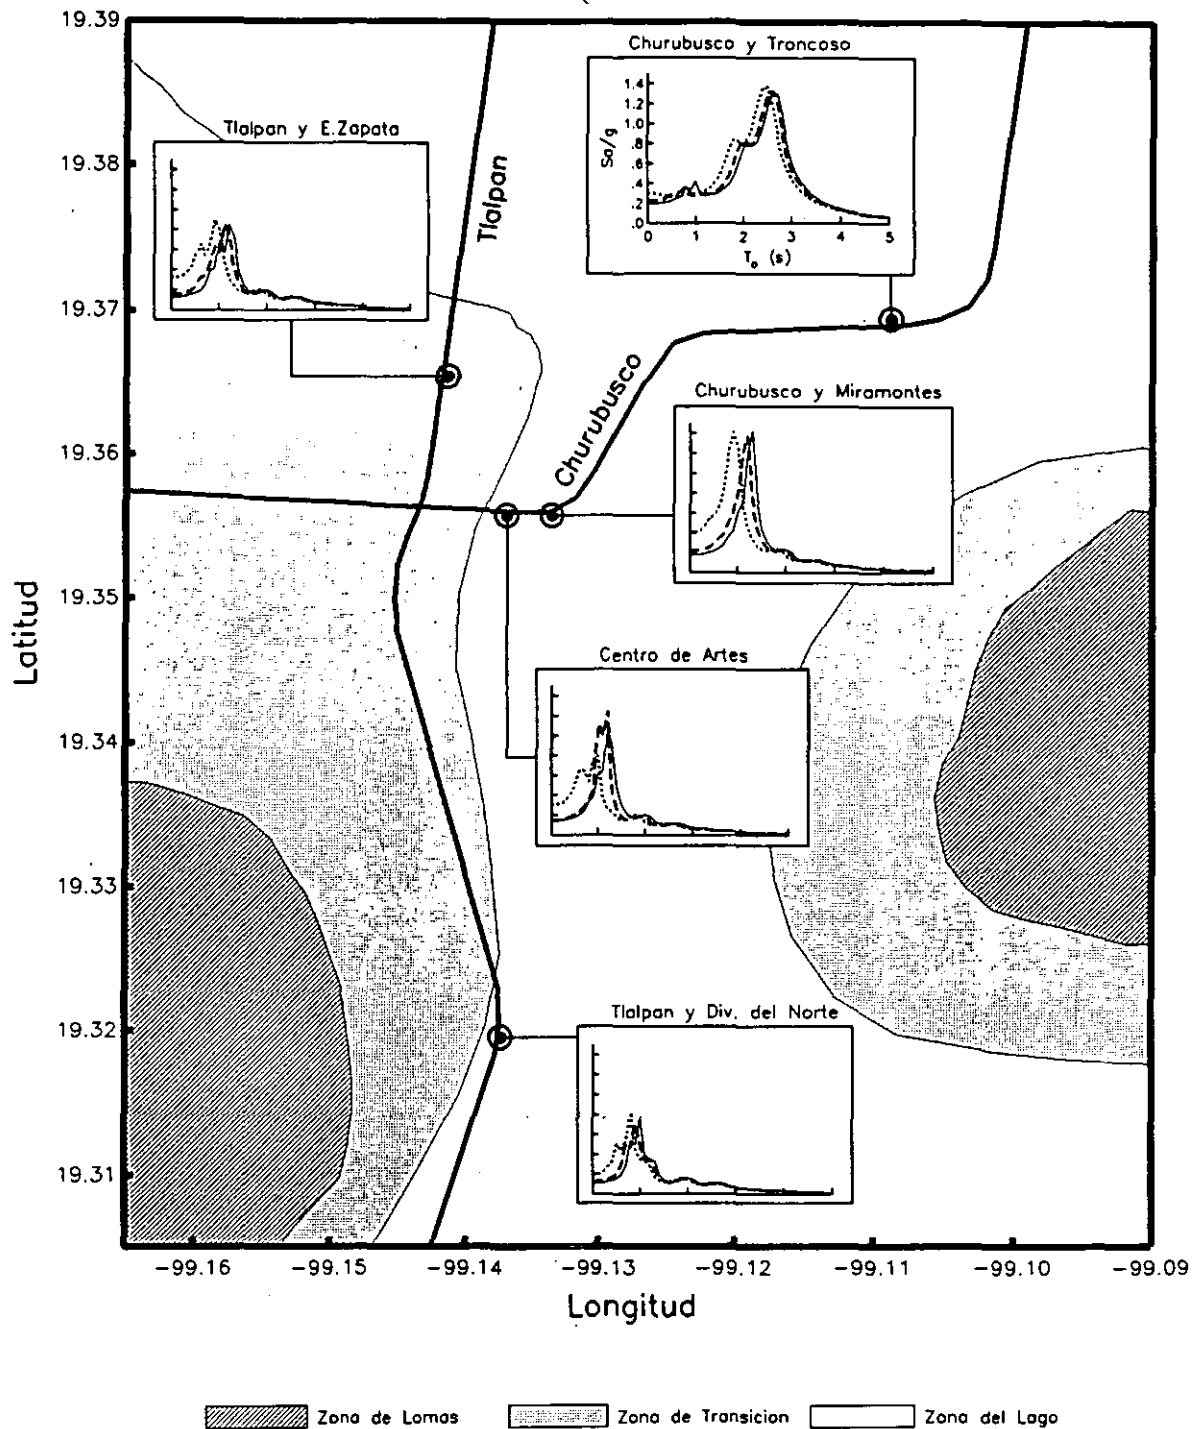 19.39
19.38
19.37
19.36
19.35
19.34
19.33
19.32
19.31
Latitud
Churubusco y Troncoso
Sa/g
1.4
1.2
1.0
.8
.6
.4
.2
.0
0 1 2 3 4 5
To (s)
Tlalpan y E.Zapata
Tlalpan
Churubusco
Churubusco y Miramontes
Centro de Artes
Tlalpan y Div. del Norte
-99.16 -99.15 -99.14 -99.13 -99.12 -99.11 -99.10 -99.09
Longitud
Zona de Lomas Zona de Transicion Zona del Lago